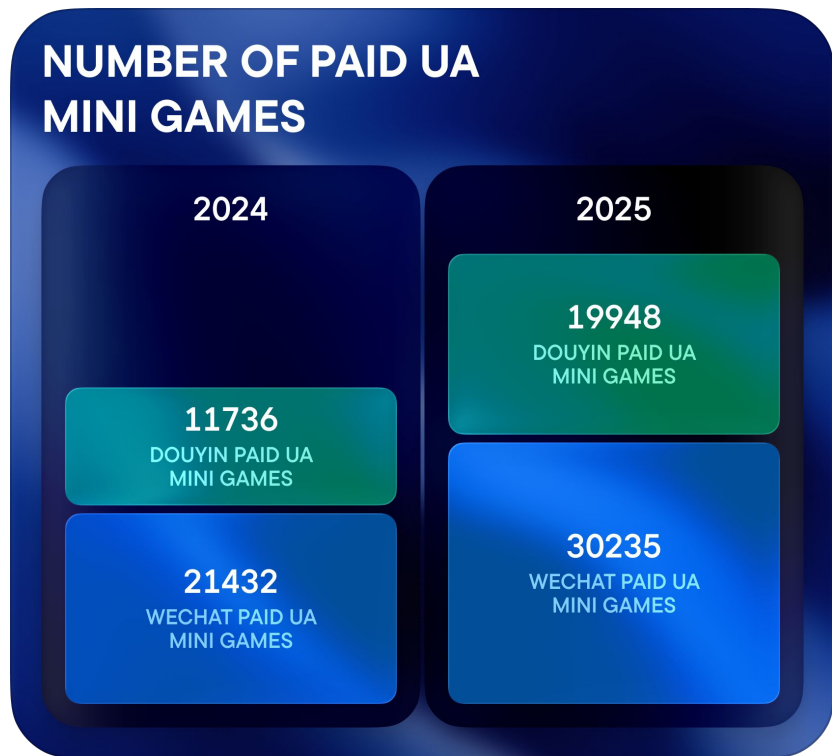 NUMBER OF PAID UA
MINI GAMES
2024
11736
DOUYIN PAID UA
MINI GAMES
21432
WECHAT PAID UA
MINI GAMES
2025
19948
DOUYIN PAID UA
MINI GAMES
30235
WECHAT PAID UA
MINI GAMES